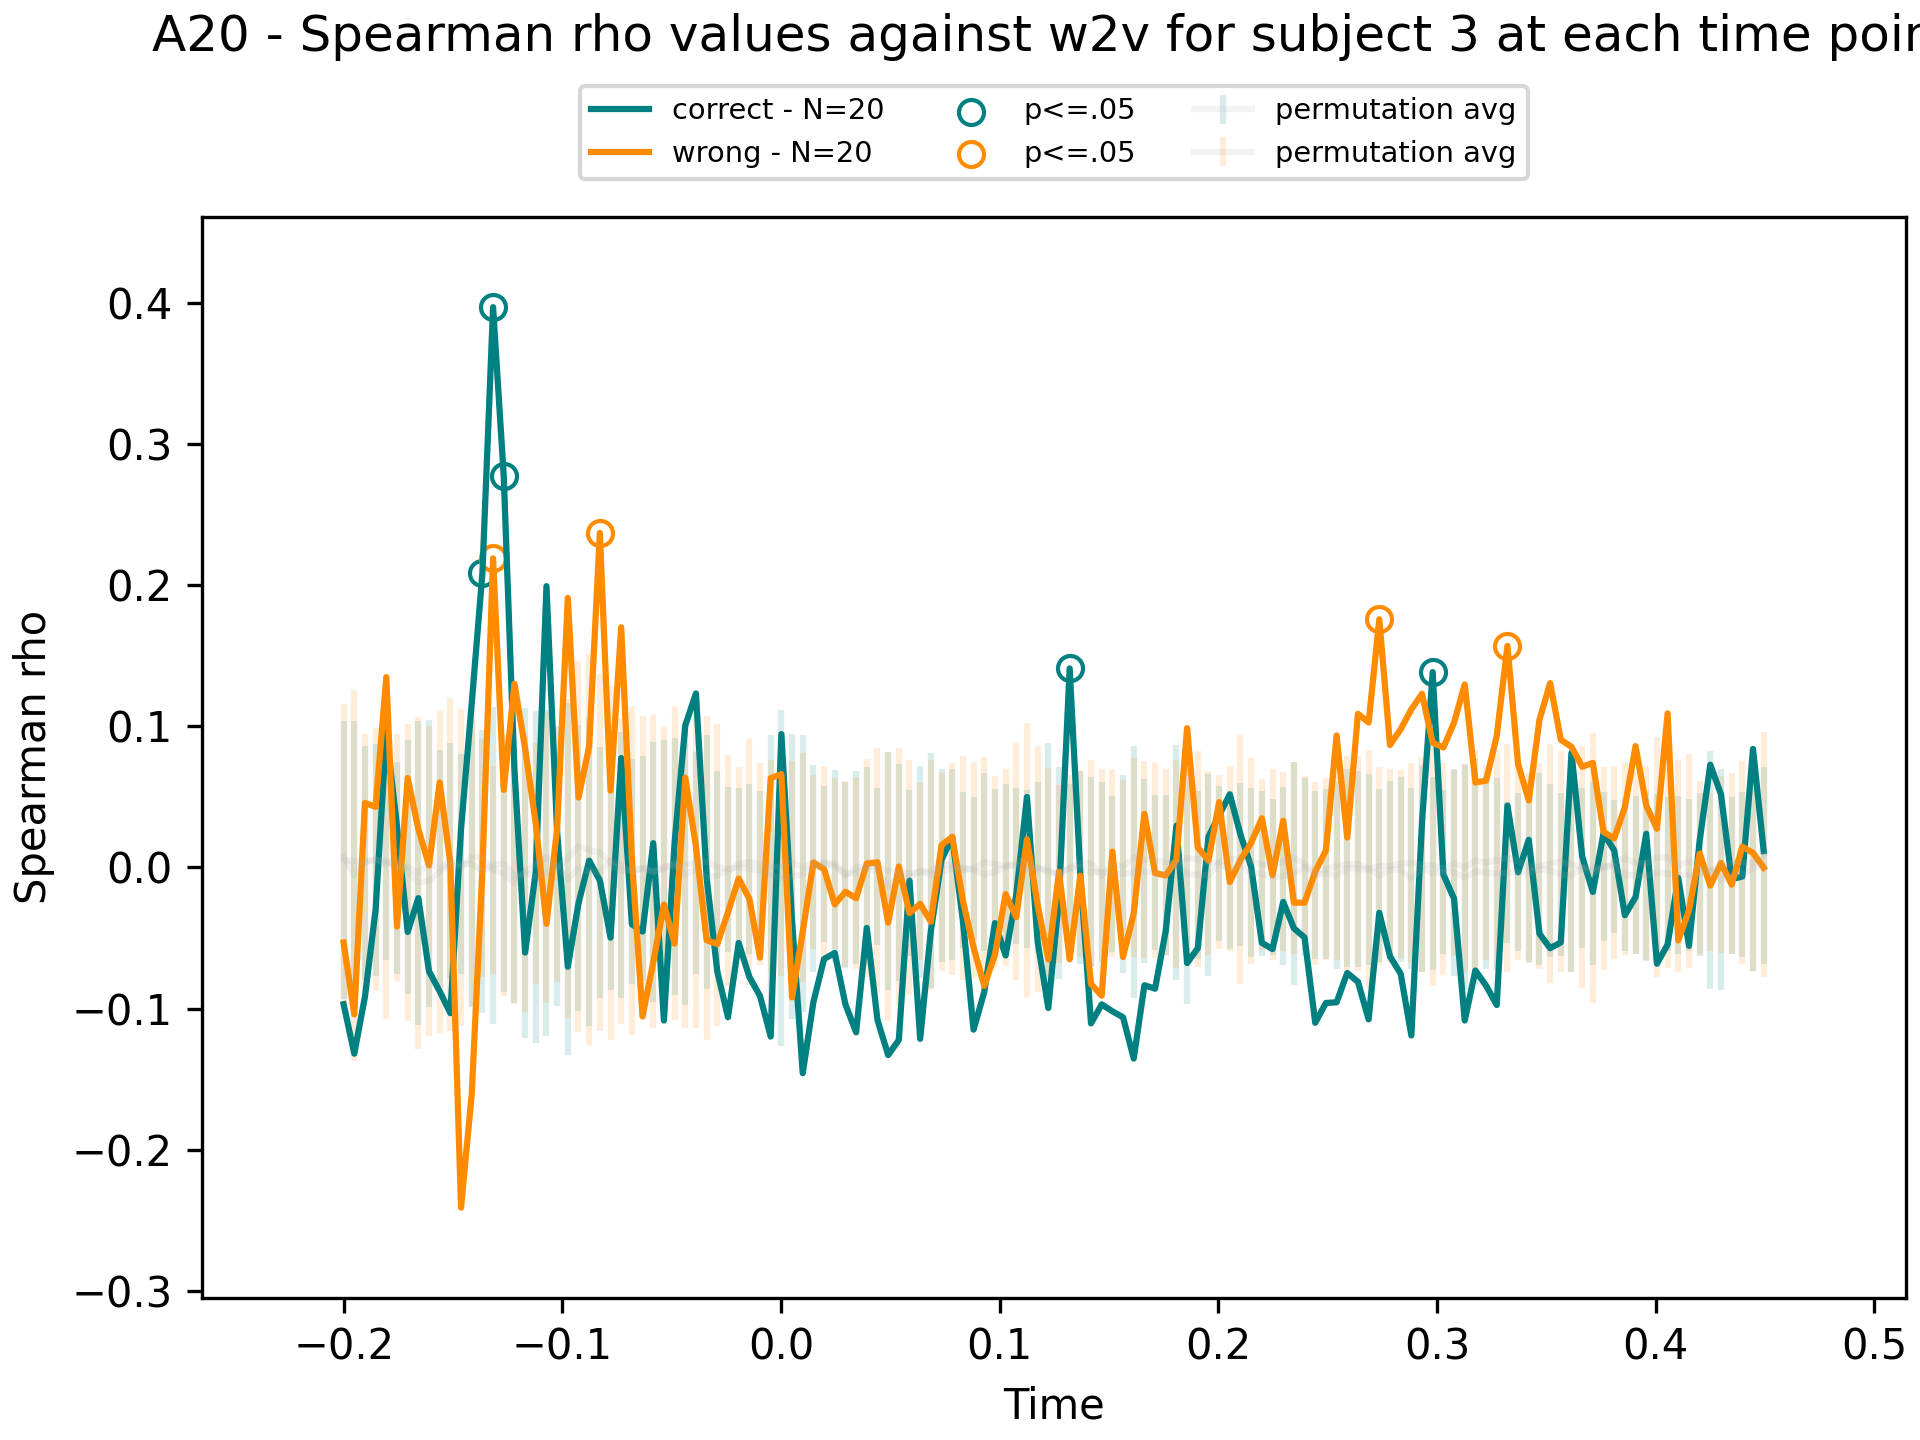 A20 - Spearman rho values against w2v for subject 3 at each time poin
correct - N=20
wrong - N=20
p<=.05
p<=.05
permutation avg
permutation avg
Spearman rho
0.4
0.3
0.2
0.1
0.0
−0.1
−0.2
−0.3
−0.2
−0.1
0.0
0.1
0.2
0.3
0.4
0.5
Time